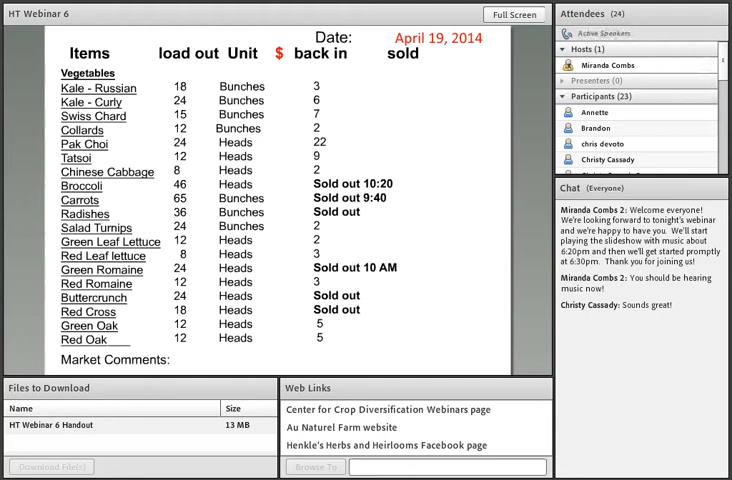 HT Webinar 6
Full Screen
Date: April 19, 2014
Items load out Unit $ back in sold
Vegetables
Kale - Russian 18 Bunches 3
Kale - Curly 24 Bunches 6
Swiss Chard 15 Bunches 7
Collards 12 Bunches 2
Pak Choi 24 Heads 22
Tatsoi 12 Heads 9
Chinese Cabbage 8 Heads 2
Broccoli 46 Heads Sold out 10:20
Carrots 65 Bunches Sold out 9:40
Radishes 36 Bunches Sold out
Salad Turnips 24 Bunches 2
Green Leaf Lettuce 12 Heads 2
Red Leaf lettuce 8 Heads 3
Green Romaine 24 Heads Sold out 10 AM
Red Romaine 12 Heads 3
Buttercrunch 24 Heads Sold out
Red Cross 18 Heads Sold out
Green Oak 12 Heads 5
Red Oak 12 Heads 5
Market Comments:
Files to Download
Name Size
HT Webinar 6 Handout 13 MB
Download File(s)
Web Links
Center for Crop Diversification Webinars page
Au Naturel Farm website
Henkle's Herbs and Heirlooms Facebook page
Browse To
Attendees (24)
Active Speakers
Hosts (1)
Miranda Combs
Presenters (0)
Participants (23)
Annette
Brandon
chris devoto
Christy Cassady
Chat (Everyone)
Miranda Combs 2: Welcome everyone!
We're looking forward to tonight's webinar
and we're happy to have you. We'll start
playing the slideshow with music about
6:20pm and then we'll get started promptly
at 6:30pm. Thank you for joining us!
Miranda Combs 2: You should be hearing
music now!
Christy Cassady: Sounds great!